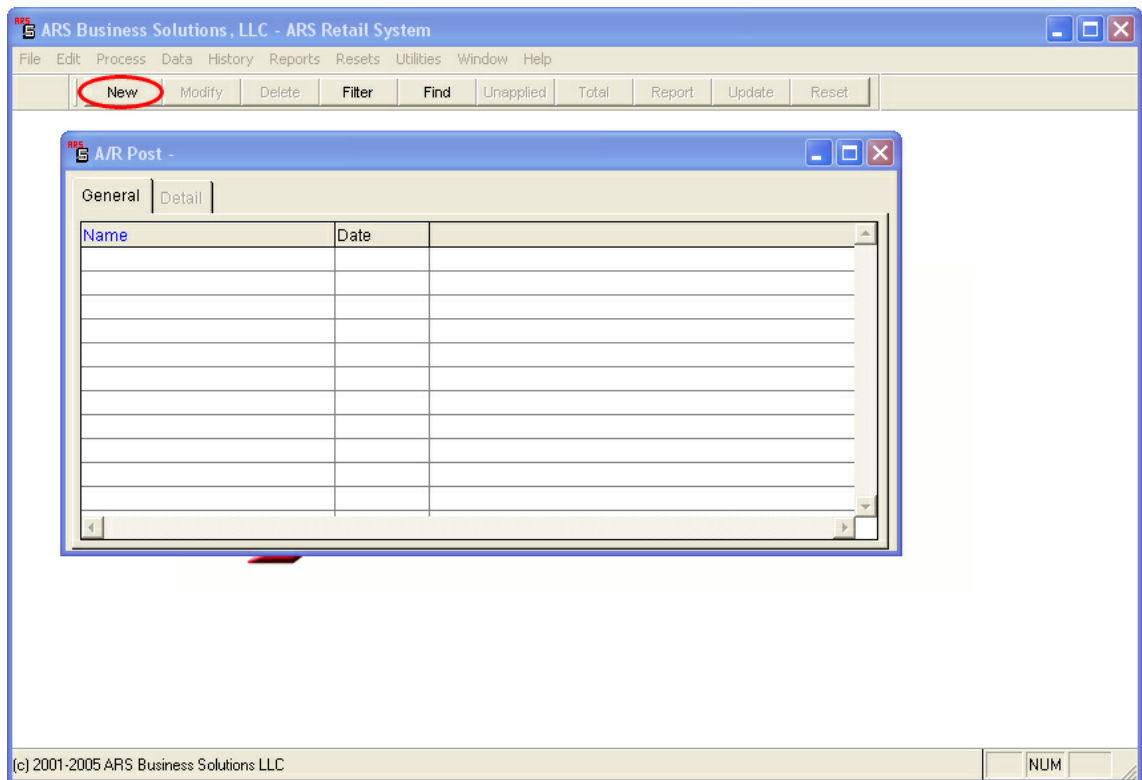 ARS
ARS Business Solutions, LLC - ARS Retail System
File Edit Process Data History Reports Resets Utilities Window Help
New Modify Delete Filter Find Unapplied Total Report Update Reset
ARS
A/R Post -
General Detail
Name Date
(c) 2001-2005 ARS Business Solutions LLC NUM